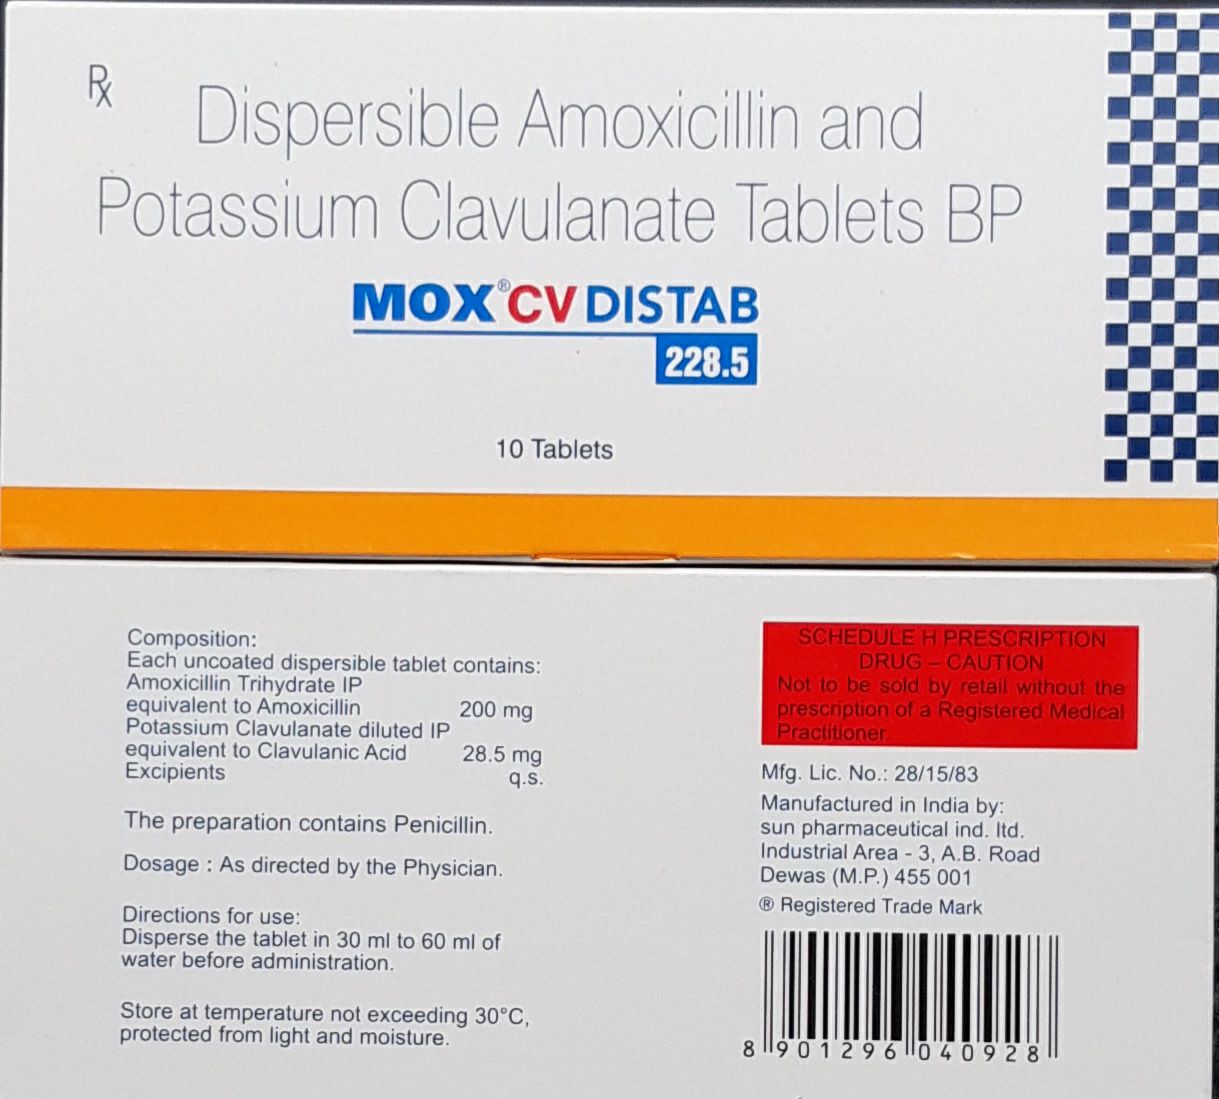 Rx
Dispersible Amoxicillin and
Potassium Clavulanate Tablets BP
MOX®CV DISTAB
228.5
10 Tablets
Composition:
Each uncoated dispersible tablet contains:
Amoxicillin Trihydrate IP
equivalent to Amoxicillin 200 mg
Potassium Clavulanate diluted IP
equivalent to Clavulanic Acid 28.5 mg
Excipients q.s.
The preparation contains Penicillin.
Dosage : As directed by the Physician.
Directions for use:
Disperse the tablet in 30 ml to 60 ml of
water before administration.
Store at temperature not exceeding 30°C,
protected from light and moisture.
SCHEDULE H PRESCRIPTION
DRUG – CAUTION
Not to be sold by retail without the
prescription of a Registered Medical
Practitioner.
Mfg. Lic. No.: 28/15/83
Manufactured in India by:
sun pharmaceutical ind. ltd.
Industrial Area - 3, A.B. Road
Dewas (M.P.) 455 001
® Registered Trade Mark
8 901296 040928